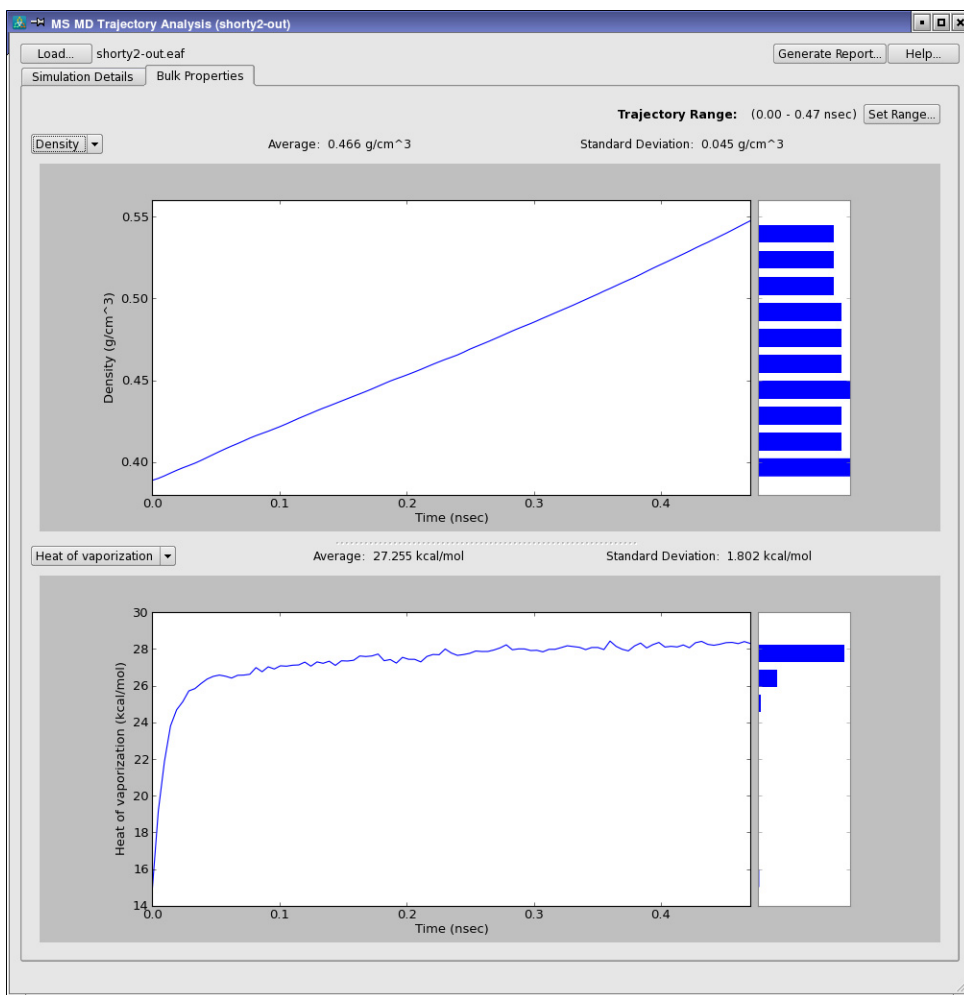 MS MD Trajectory Analysis (shorty2-out)
Load... shorty2-out.eaf Generate Report... Help...
Simulation Details Bulk Properties
Trajectory Range: (0.00 - 0.47 nsec) Set Range...
Density Average: 0.466 g/cm^3 Standard Deviation: 0.045 g/cm^3
0.55
0.50
0.45
0.40
Density (g/cm^3)
0.0 0.1 0.2 0.3 0.4
Time (nsec)
Heat of vaporization Average: 27.255 kcal/mol Standard Deviation: 1.802 kcal/mol
30
28
26
24
22
20
18
16
14
Heat of vaporization (kcal/mol)
0.0 0.1 0.2 0.3 0.4
Time (nsec)